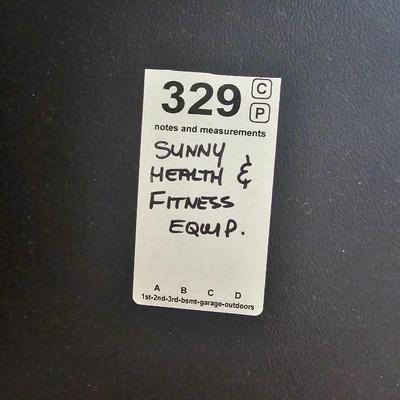 329 C
P
notes and measurements
SUNNY
HEALTH &
FITNESS
EQUIP.
A B C D
1st-2nd-3rd-bsmt-garage-outdoors